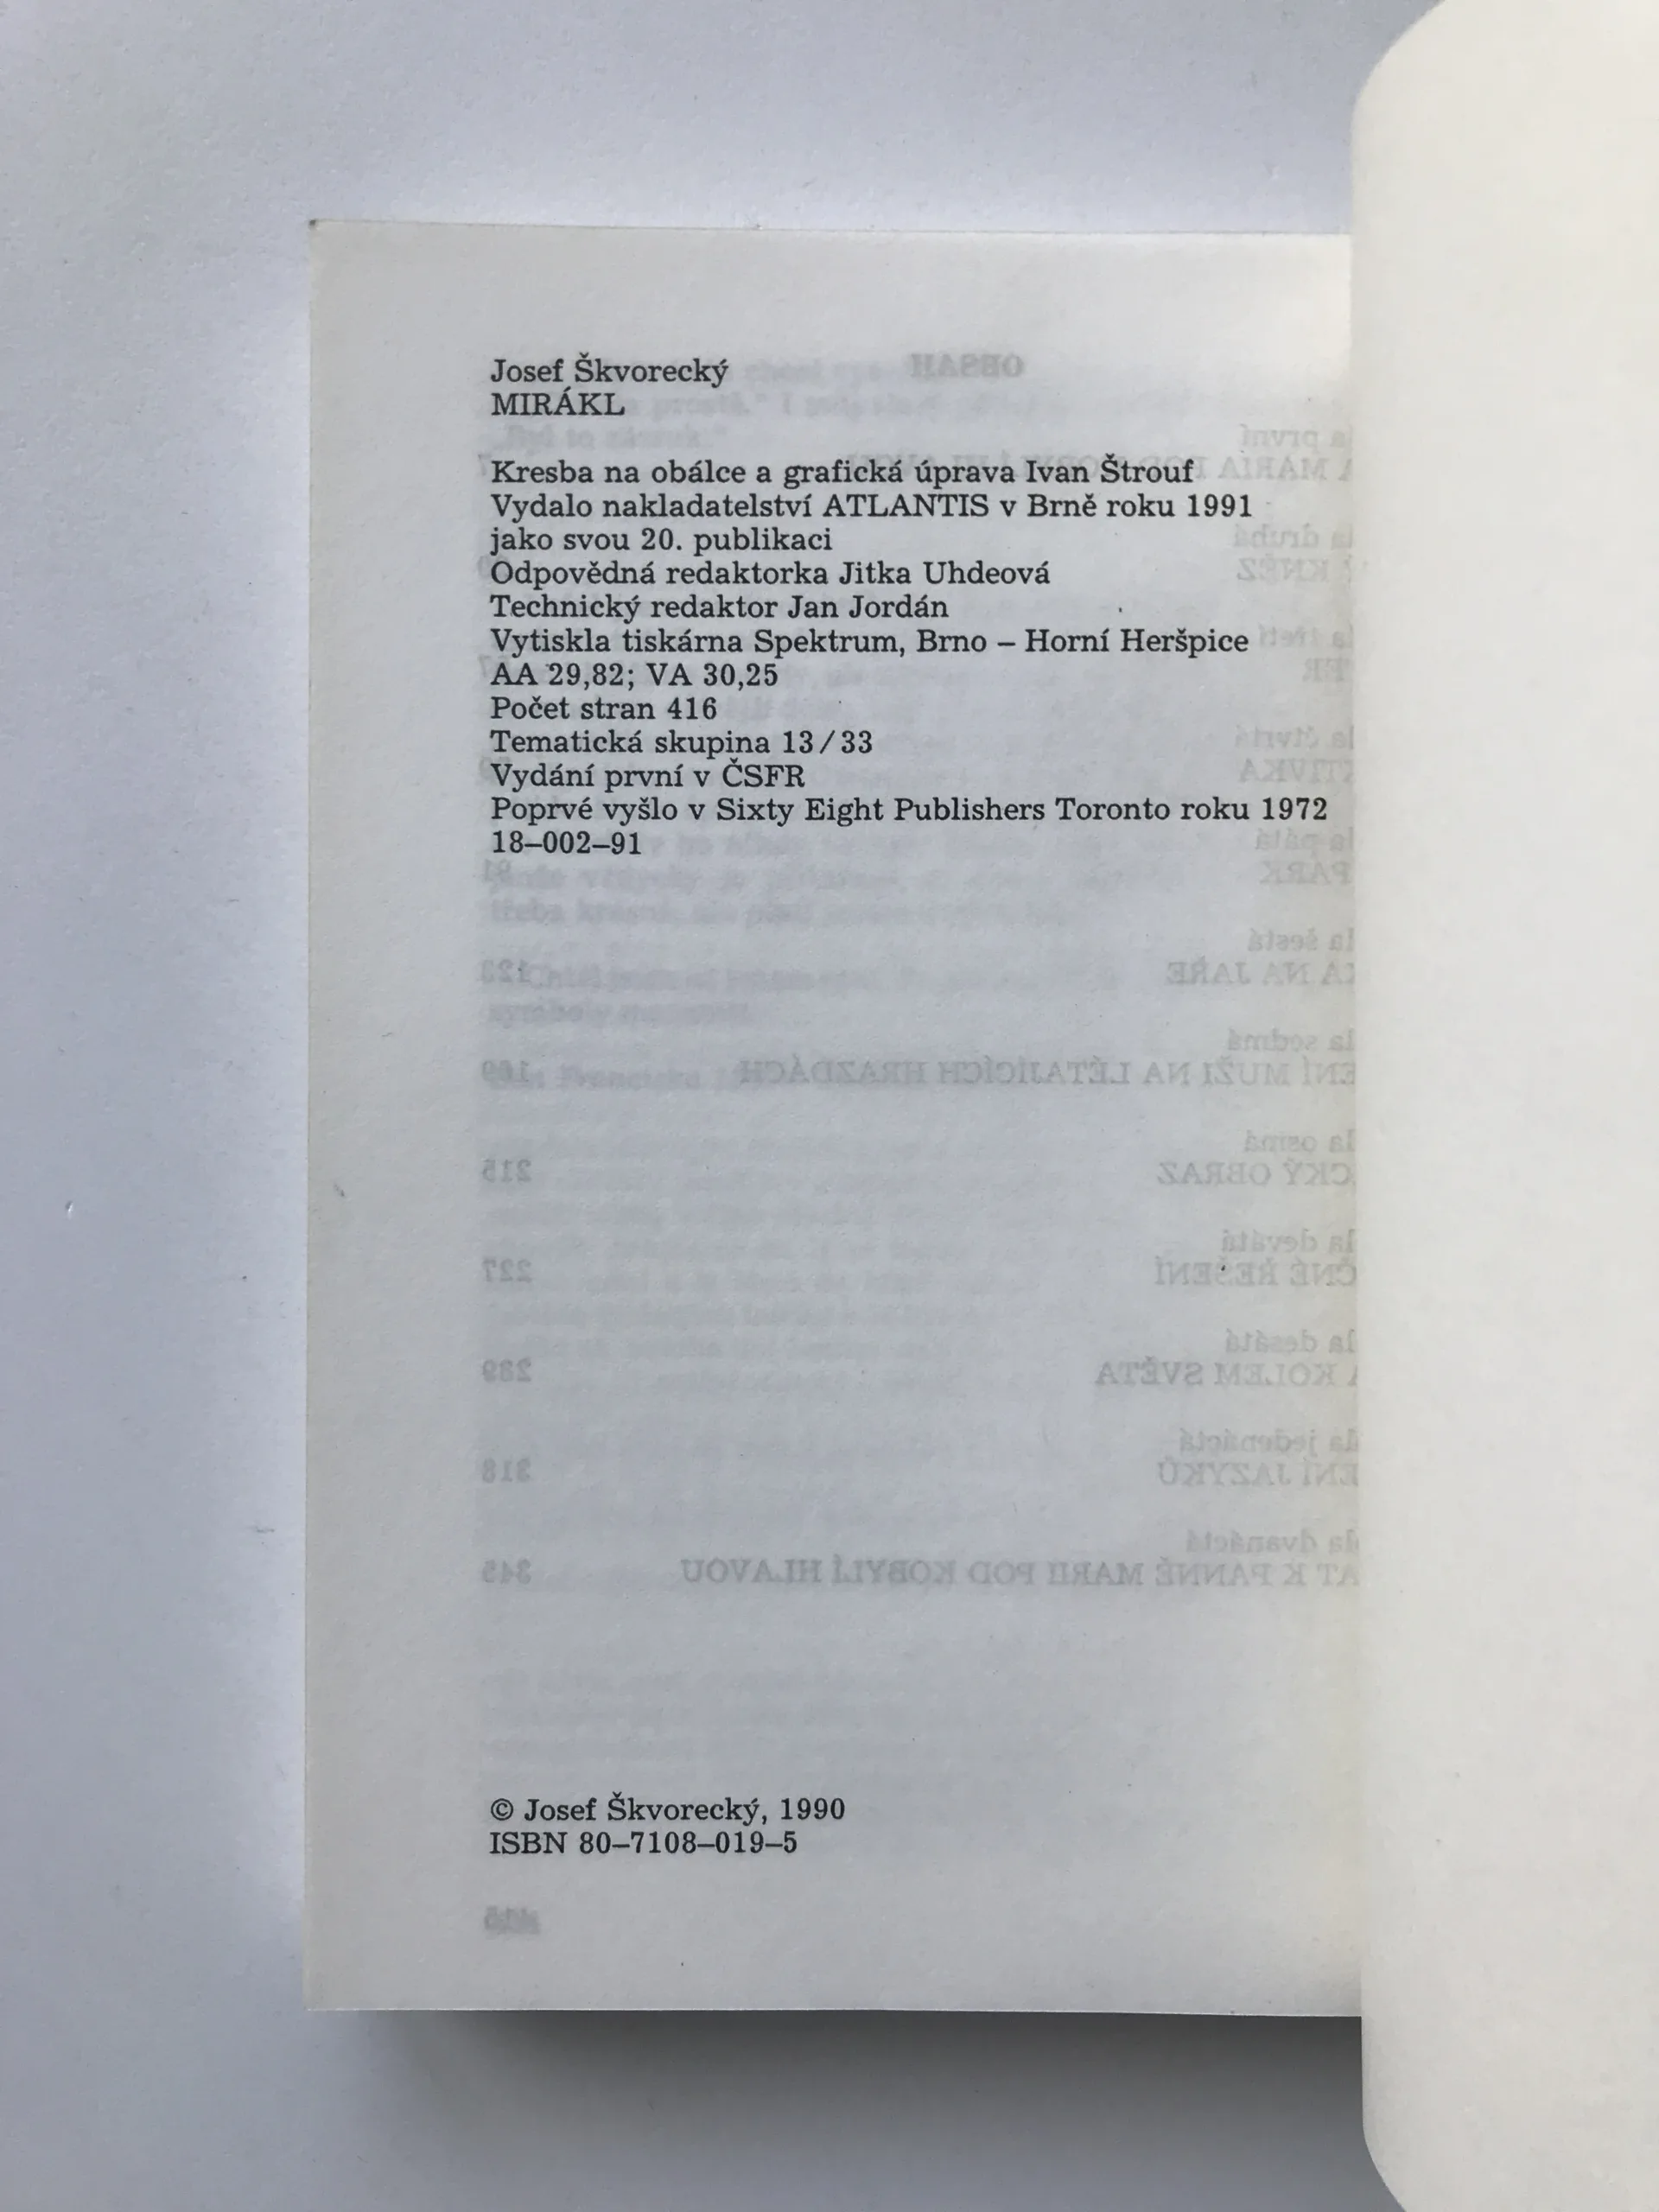 Josef Škvorecký
MIRÁKL
Kresba na obálce a grafická úprava Ivan Štrouf
Vydalo nakladatelství ATLANTIS v Brně roku 1991
jako svou 20. publikaci
Odpovědná redaktorka Jitka Uhdeová
Technický redaktor Jan Jordán
Vytiskla tiskárna Spektrum, Brno – Horní Heršpice
AA 29,82; VA 30,25
Počet stran 416
Tematická skupina 13/33
Vydání první v ČSFR
Poprvé vyšlo v Sixty Eight Publishers Toronto roku 1972
18–002–91
© Josef Škvorecký, 1990
ISBN 80–7108–019–5